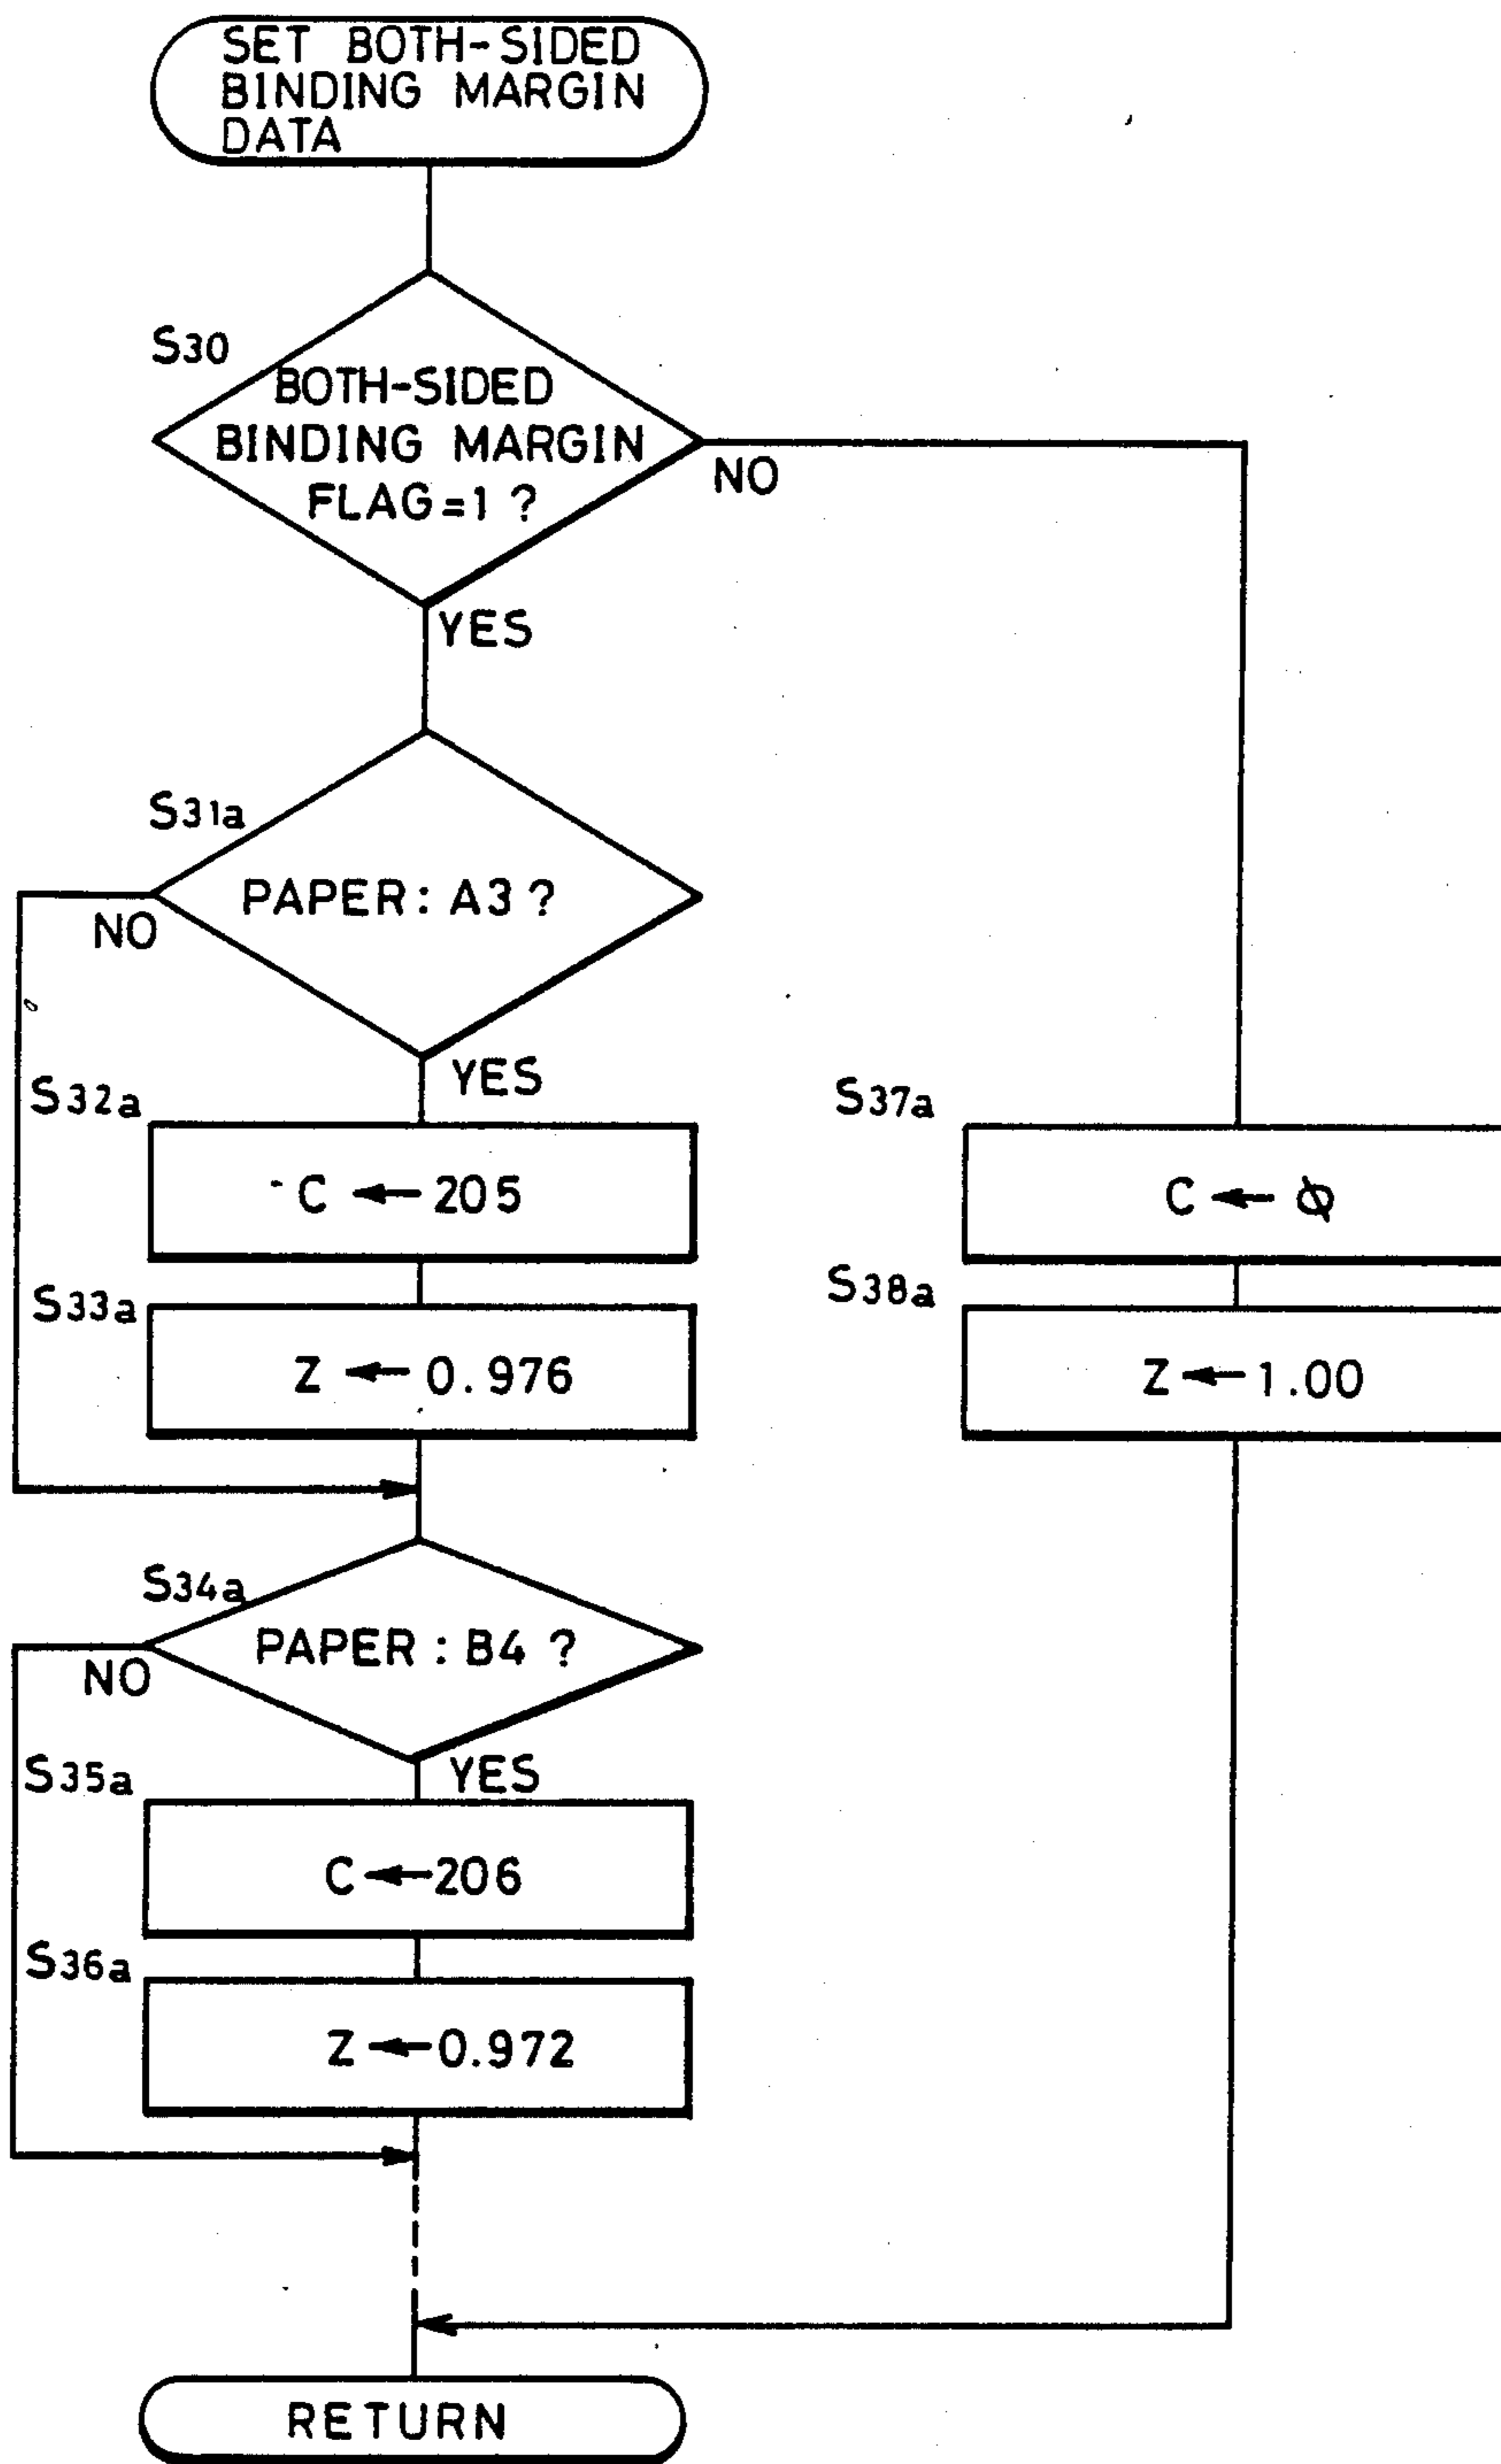 SET BOTH-SIDED
BINDING MARGIN
DATA
S30
BOTH-SIDED
BINDING MARGIN
FLAG=1 ?
NO
YES
S31a
PAPER: A3 ?
NO
YES
S32a
C ← 205
S37a
C ← Ø
S33a
Z ← 0.976
S38a
Z ← 1.00
S34a
PAPER : B4 ?
NO
YES
S35a
C ← 206
S36a
Z ← 0.972
RETURN